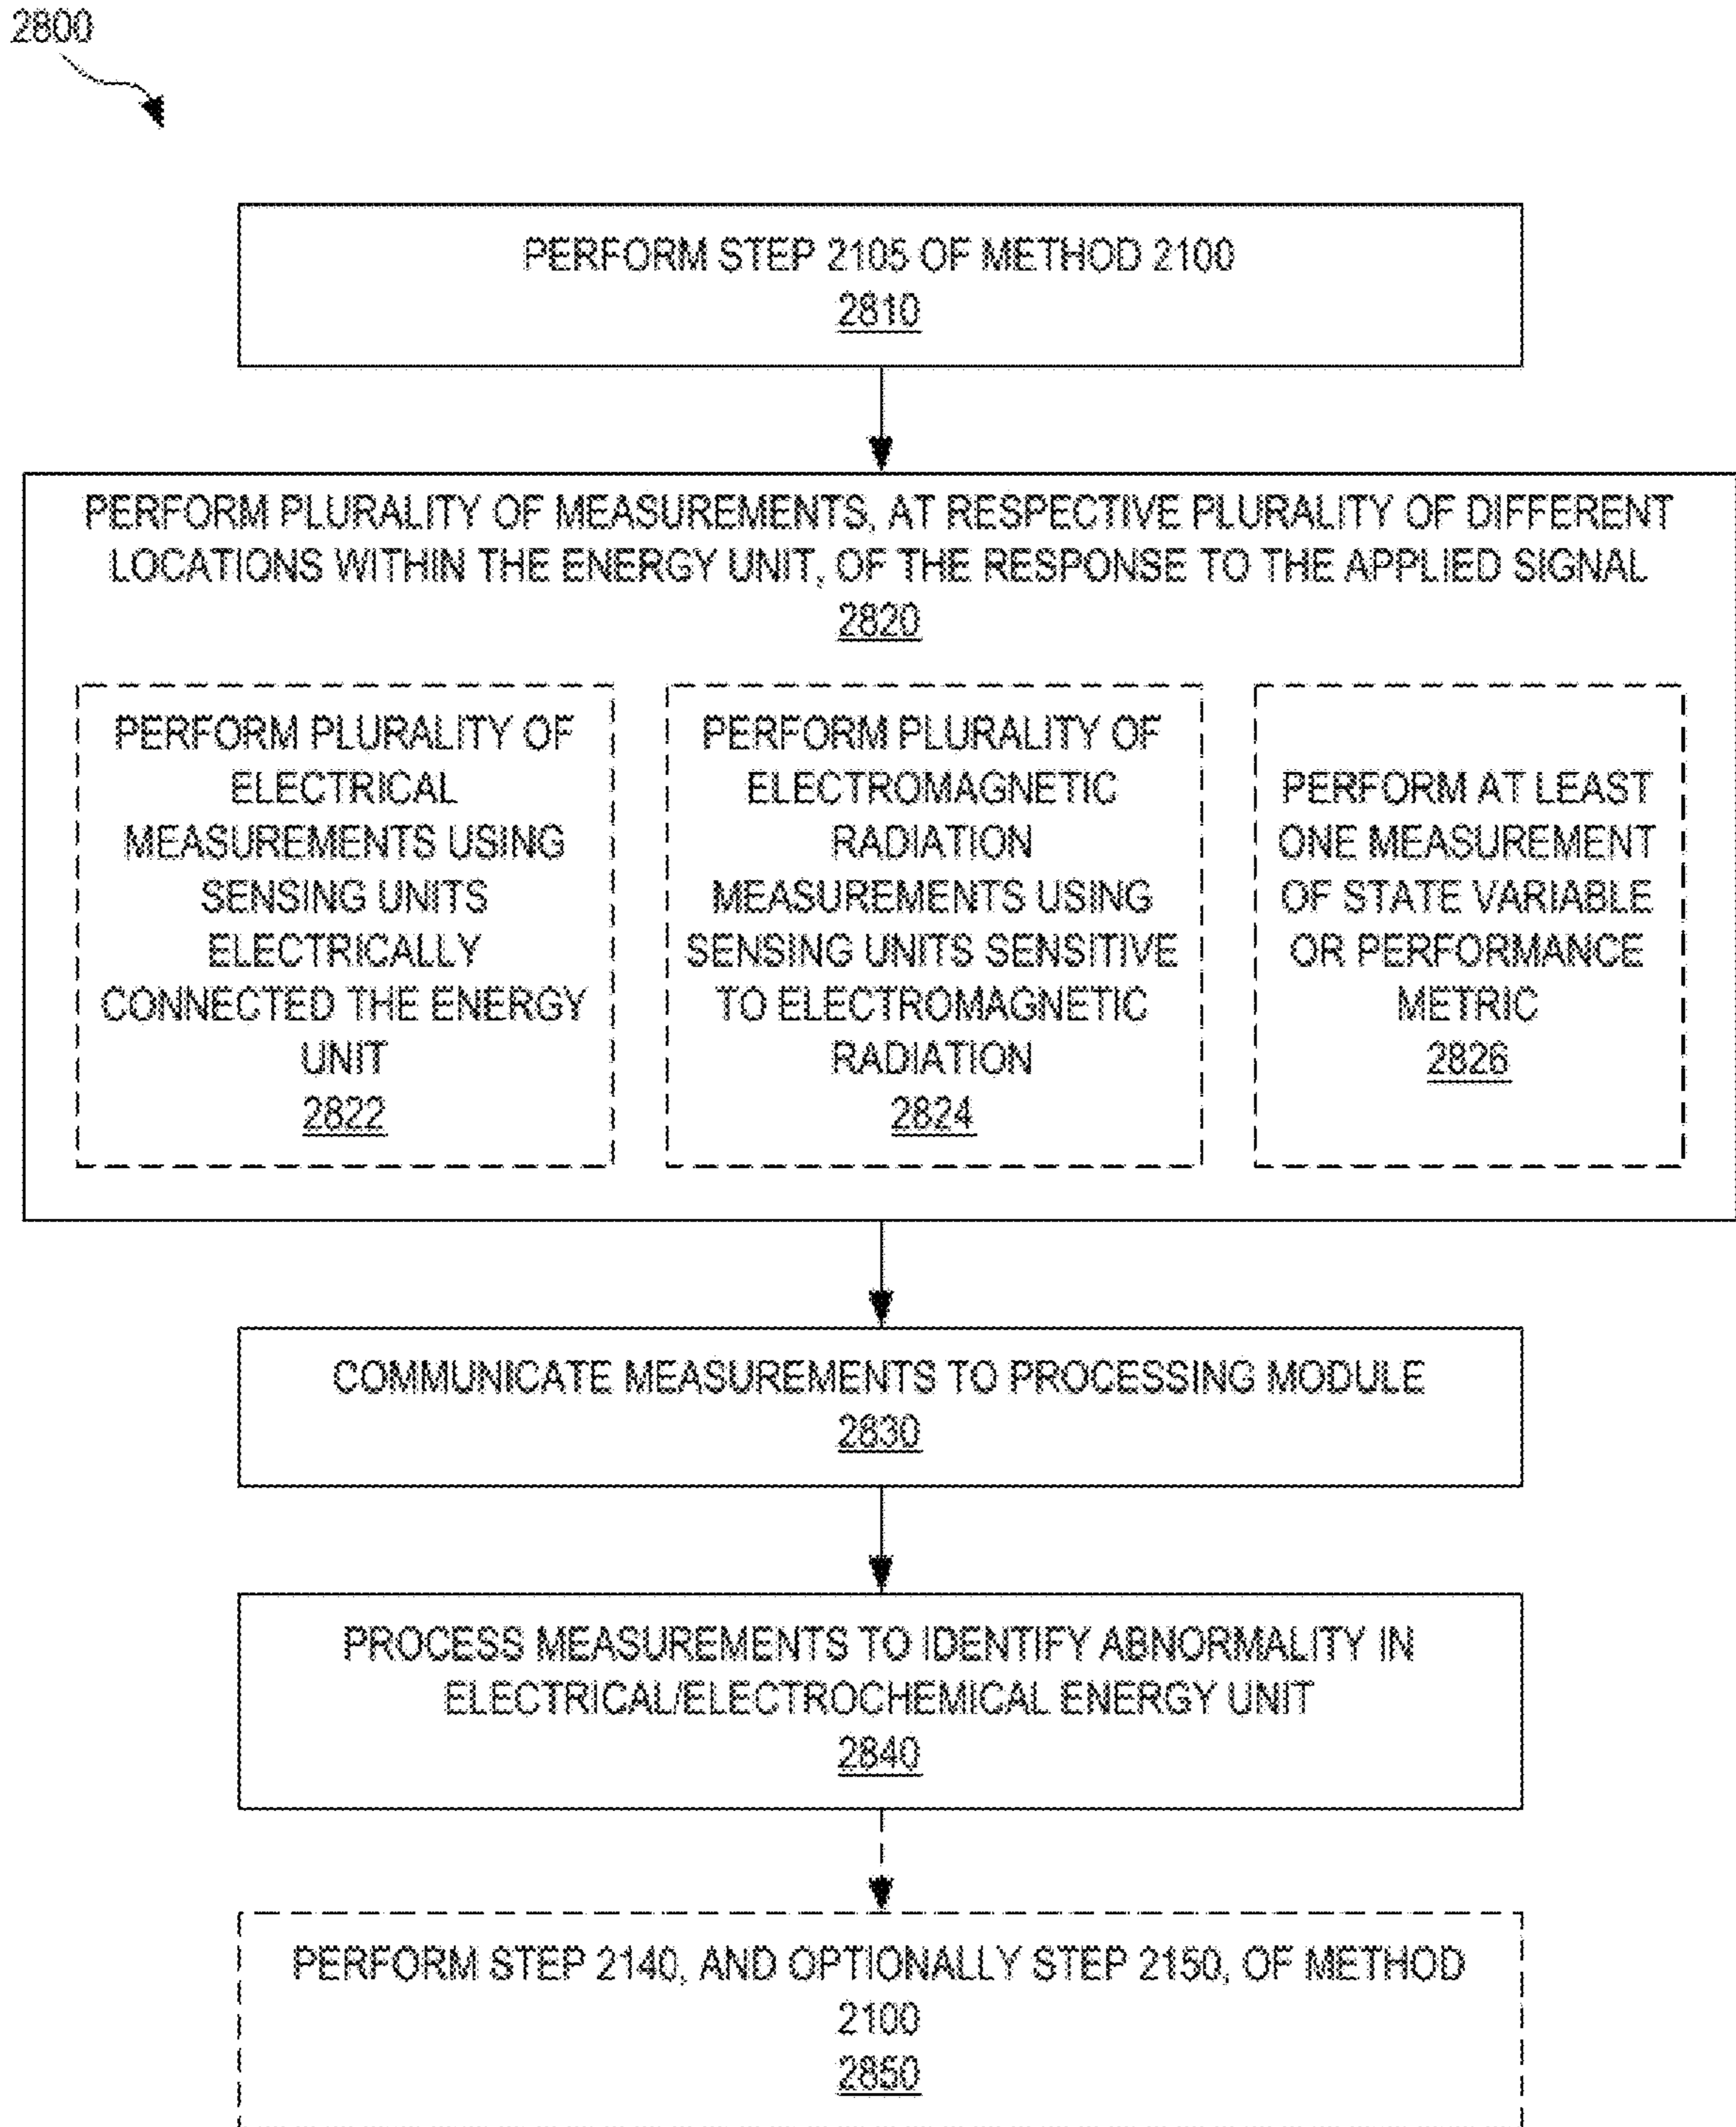 2800
PERFORM STEP 2105 OF METHOD 2100
2810
PERFORM PLURALITY OF MEASUREMENTS, AT RESPECTIVE PLURALITY OF DIFFERENT
LOCATIONS WITHIN THE ENERGY UNIT, OF THE RESPONSE TO THE APPLIED SIGNAL
2820
PERFORM PLURALITY OF
ELECTRICAL
MEASUREMENTS USING
SENSING UNITS
ELECTRICALLY
CONNECTED THE ENERGY
UNIT
2822
PERFORM PLURALITY OF
ELECTROMAGNETIC
RADIATION
MEASUREMENTS USING
SENSING UNITS SENSITIVE
TO ELECTROMAGNETIC
RADIATION
2824
PERFORM AT LEAST
ONE MEASUREMENT
OF STATE VARIABLE
OR PERFORMANCE
METRIC
2826
COMMUNICATE MEASUREMENTS TO PROCESSING MODULE
2830
PROCESS MEASUREMENTS TO IDENTIFY ABNORMALITY IN
ELECTRICAL/ELECTROCHEMICAL ENERGY UNIT
2840
PERFORM STEP 2140, AND OPTIONALLY STEP 2150, OF METHOD
2100
2850